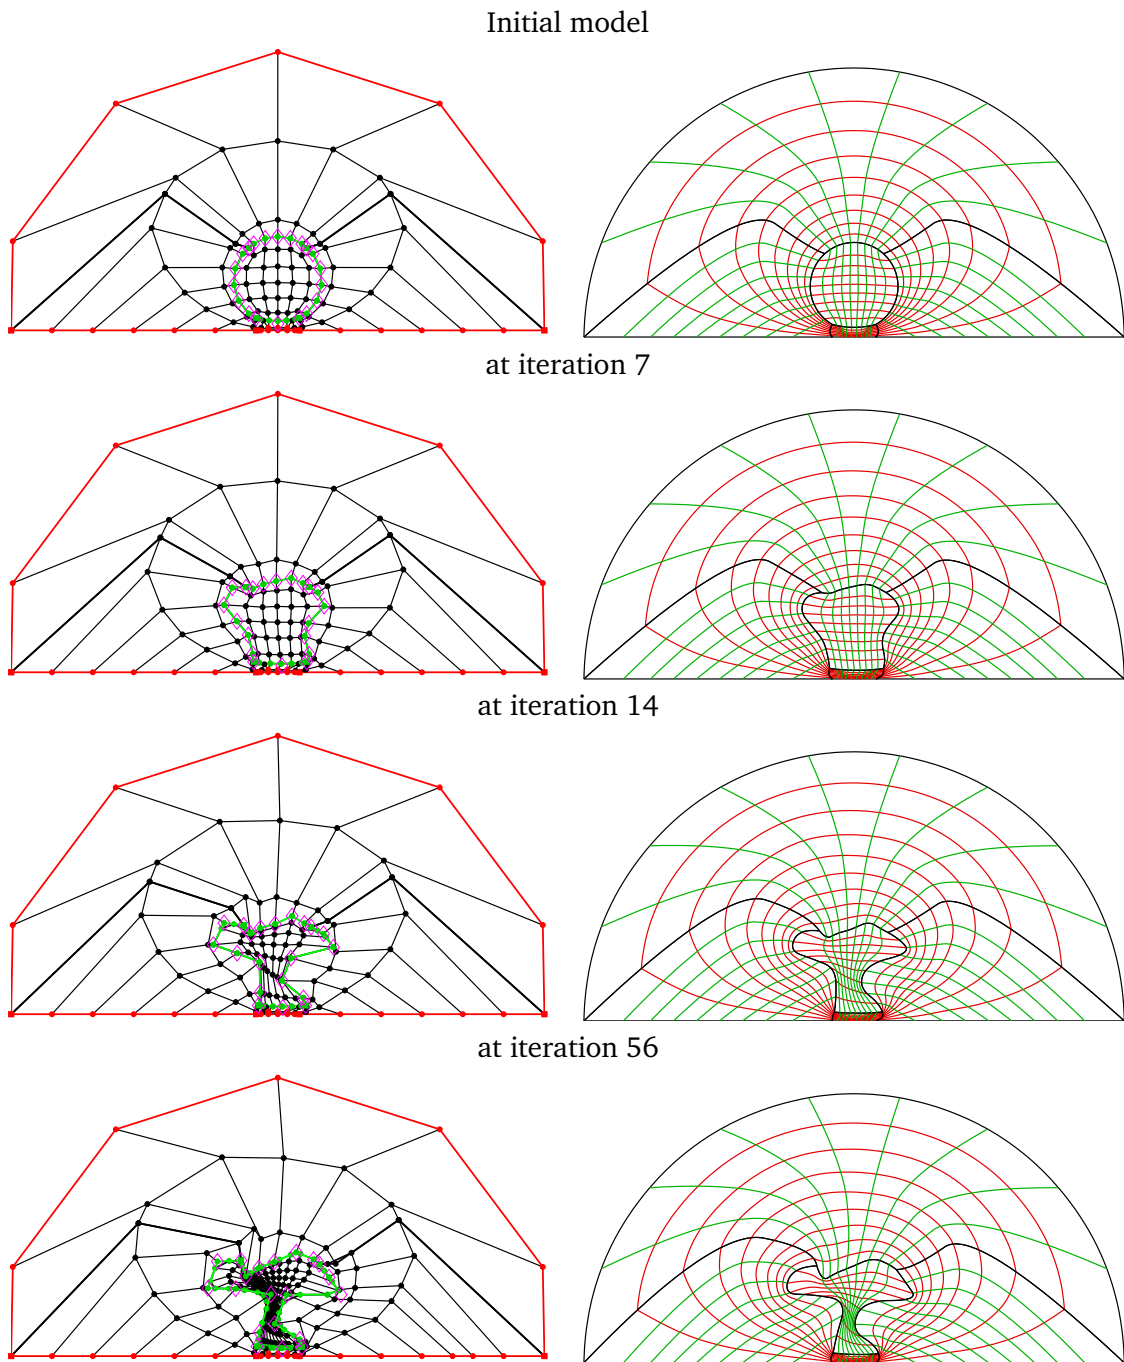 Initial model
at iteration 7
at iteration 14
at iteration 56